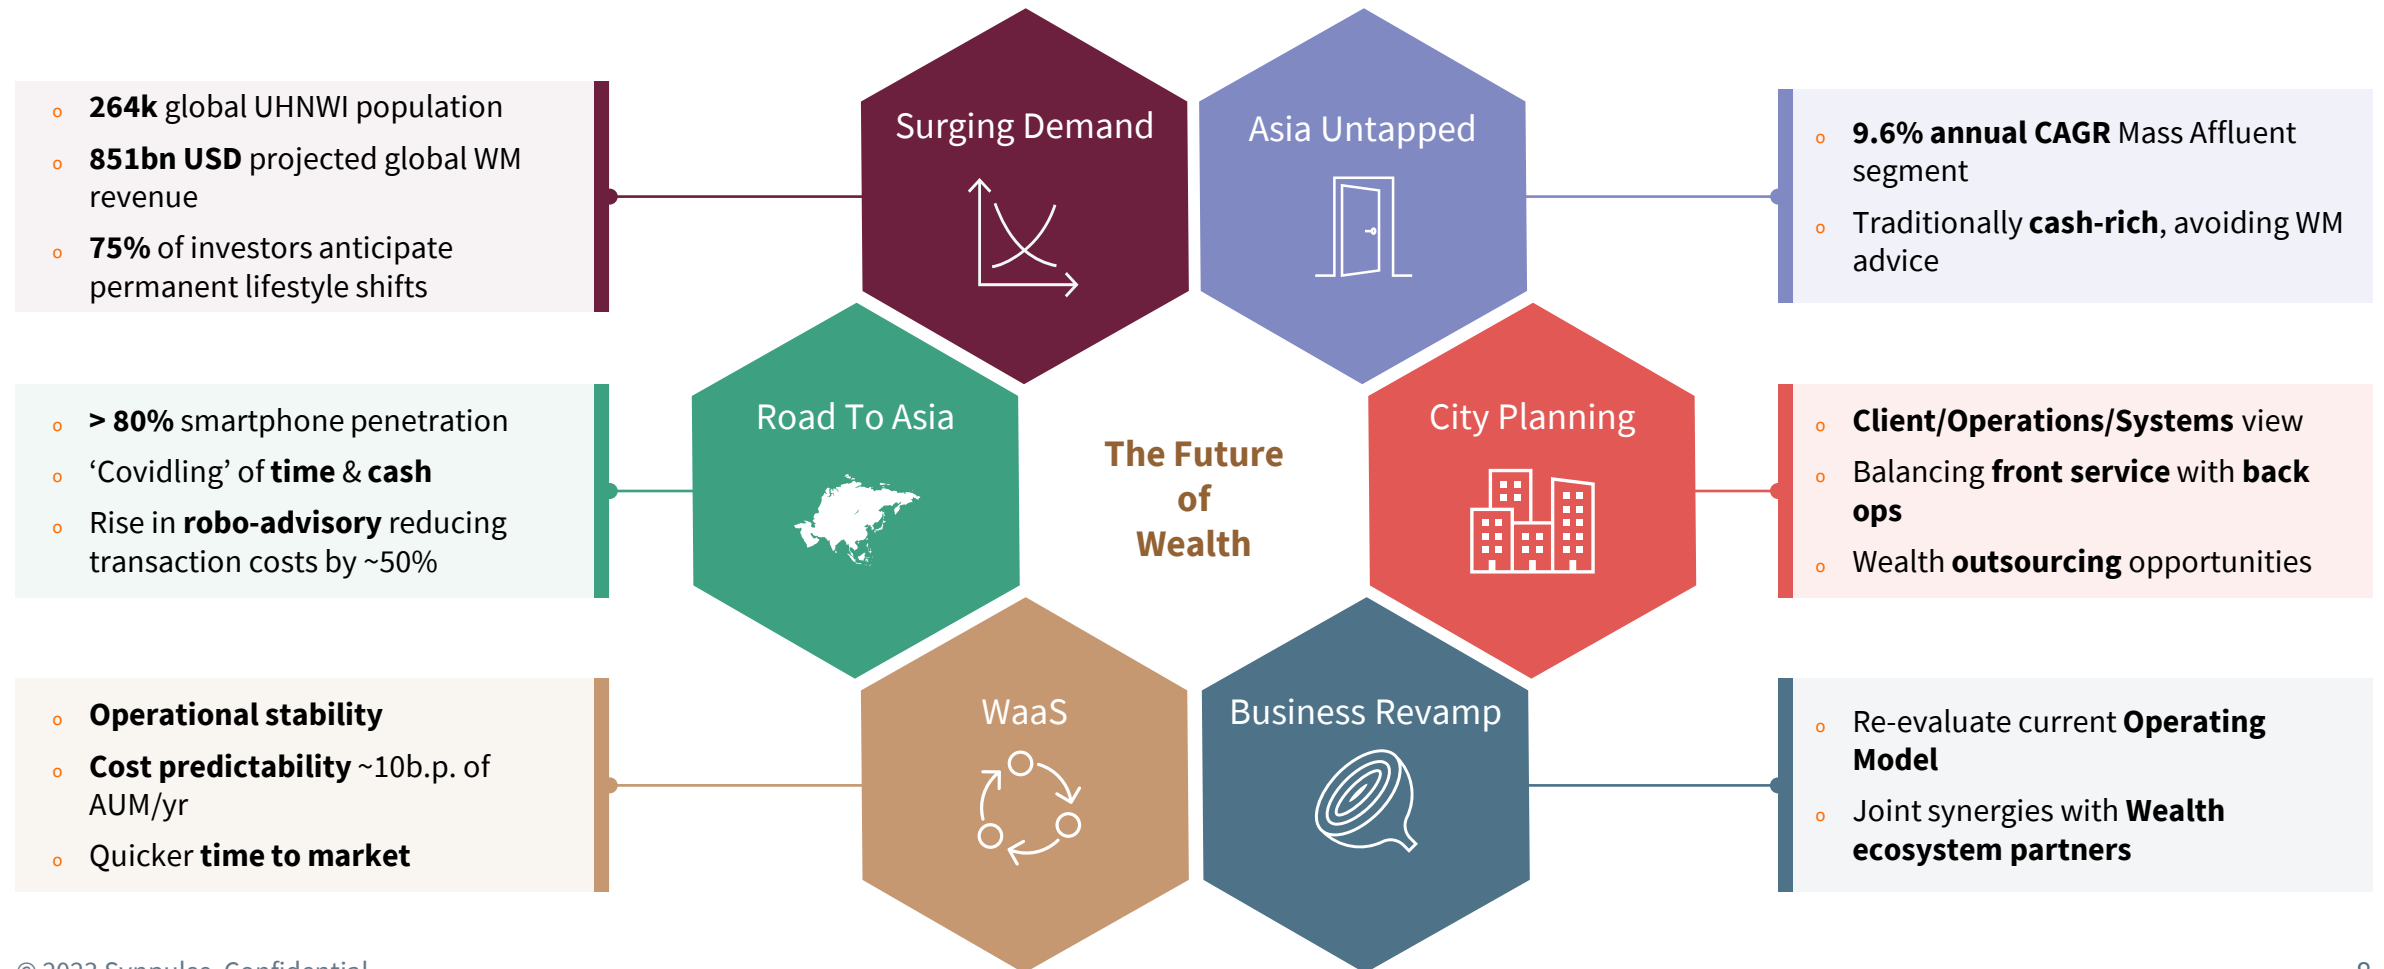 Surging Demand
264k global UHNWI population
851bn USD projected global WM
revenue
75% of investors anticipate
permanent lifestyle shifts
Asia Untapped
9.6% annual CAGR Mass Affluent
segment
Traditionally cash-rich, avoiding WM
advice
Road To Asia
> 80% smartphone penetration
‘Covidling’ of time & cash
Rise in robo-advisory reducing
transaction costs by ~50%
The Future
of
Wealth
City Planning
Client/Operations/Systems view
Balancing front service with back
ops
Wealth outsourcing opportunities
WaaS
Operational stability
Cost predictability ~10b.p. of
AUM/yr
Quicker time to market
Business Revamp
Re-evaluate current Operating
Model
Joint synergies with Wealth
ecosystem partners
Synpulse Confidential